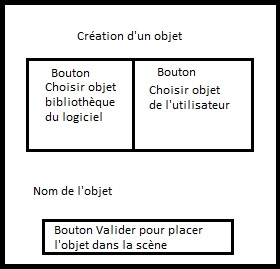 Création d'un objet
Bouton
Choisir objet
bibliothèque
du logiciel
Bouton
Choisir objet
de l'utilisateur
Nom de l'objet
Bouton Valider pour placer
l'objet dans la scène